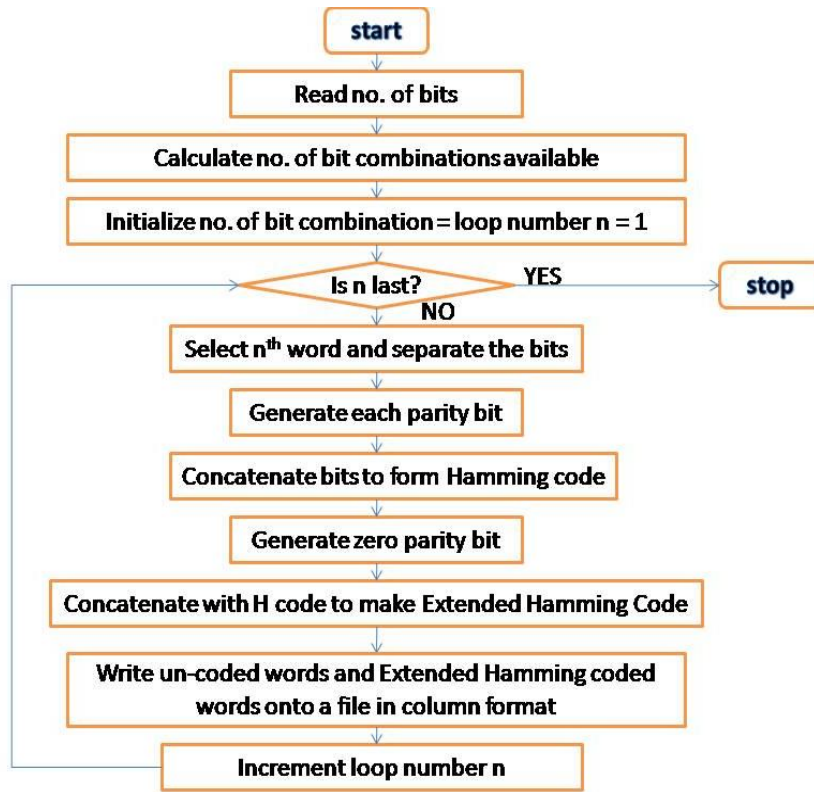 start
Read no. of bits
Calculate no. of bit combinations available
Initialize no. of bit combination = loop number n = 1
Is n last?
YES
stop
NO
Select nth word and separate the bits
Generate each parity bit
Concatenate bits to form Hamming code
Generate zero parity bit
Concatenate with H code to make Extended Hamming Code
Write un-coded words and Extended Hamming coded
words onto a file in column format
Increment loop number n